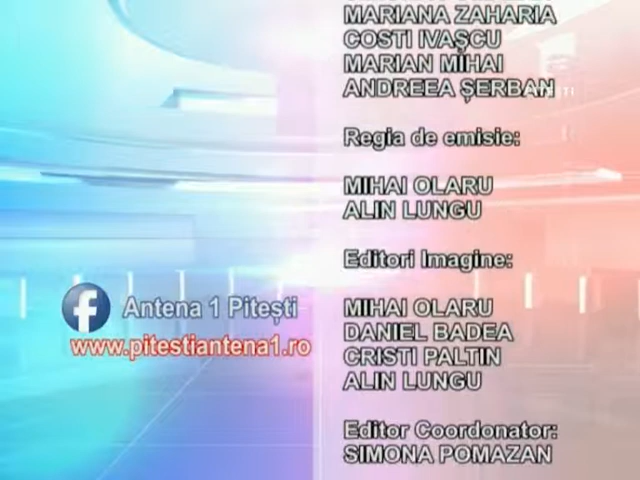 MARIANA ZAHARIA
COSTI IVAȘCU
MARIAN MIHAI
ANDREEA ȘERBAN
Regia de emisie:
MIHAI OLARU
ALIN LUNGU
Editori Imagine:
MIHAI OLARU
DANIEL BADEA
CRISTI PALTIN
ALIN LUNGU
Editor Coordonator:
SIMONA POMAZAN
f Antena 1 Pitești
www.pitestiantena1.ro